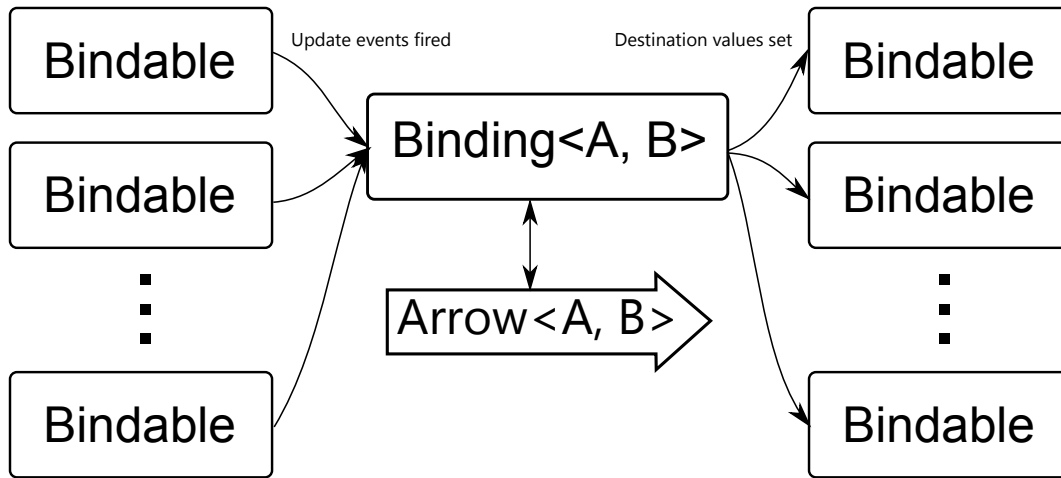 Bindable
Update events fired
Destination values set
Bindable
Binding<A, B>
Bindable
Bindable
Arrow<A, B>
Bindable
Bindable